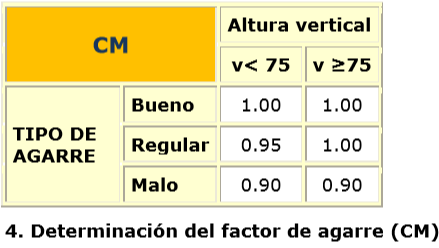 CM
Altura vertical
v< 75 v ≥75
TIPO DE AGARRE
Bueno 1.00 1.00
Regular 0.95 1.00
Malo 0.90 0.90
4. Determinación del factor de agarre (CM)